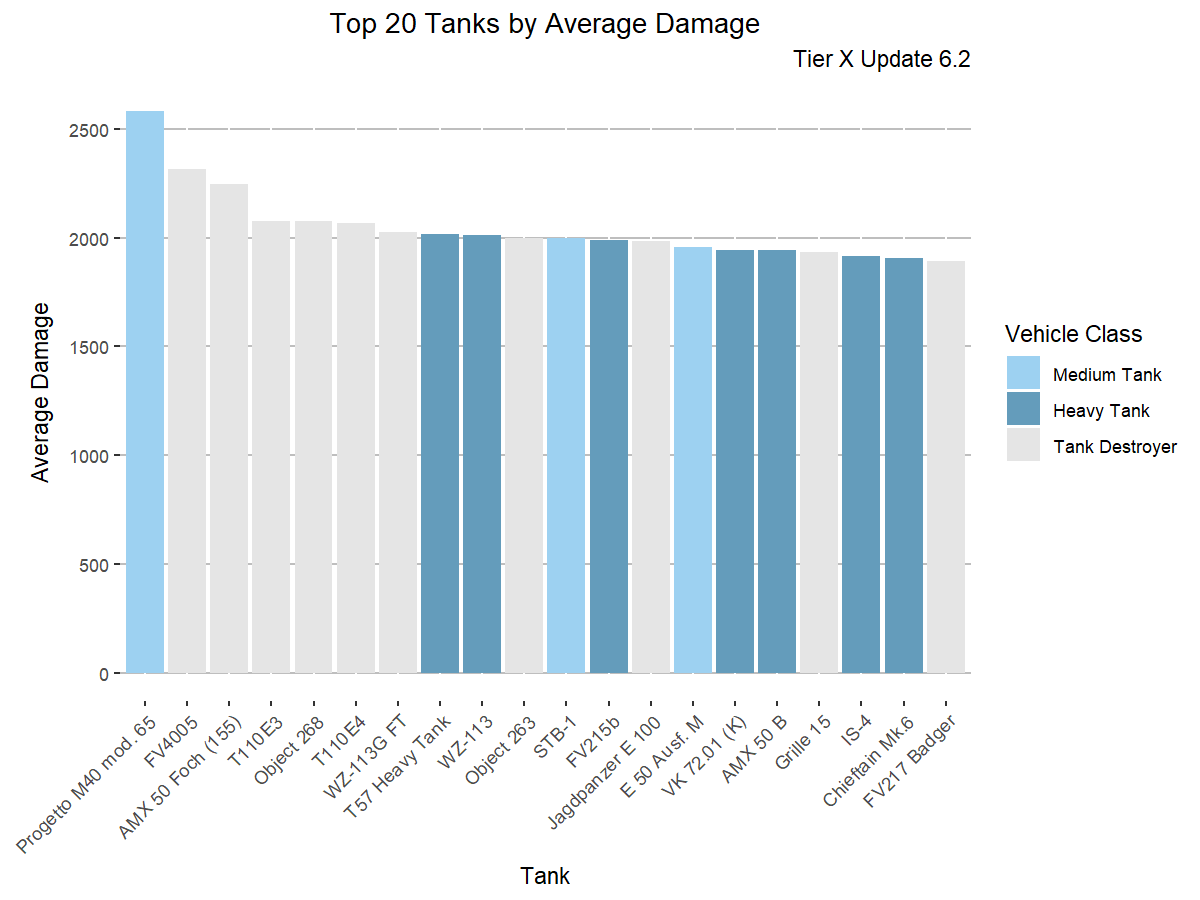 Top 20 Tanks by Average Damage
Tier X Update 6.2
Average Damage
2500
2000
1500
1000
500
0
Progetto M40 mod. 65
FV4005
AMX 50 Foch (155)
T110E3
Object 268
T110E4
WZ-113G FT
T57 Heavy Tank
WZ-113
Object 263
STB-1
FV215b
Jagdpanzer E 100
E 50 Ausf. M
VK 72.01 (K)
AMX 50 B
Grille 15
IS-4
Chieftain Mk.6
FV217 Badger
Tank
Vehicle Class
Medium Tank
Heavy Tank
Tank Destroyer